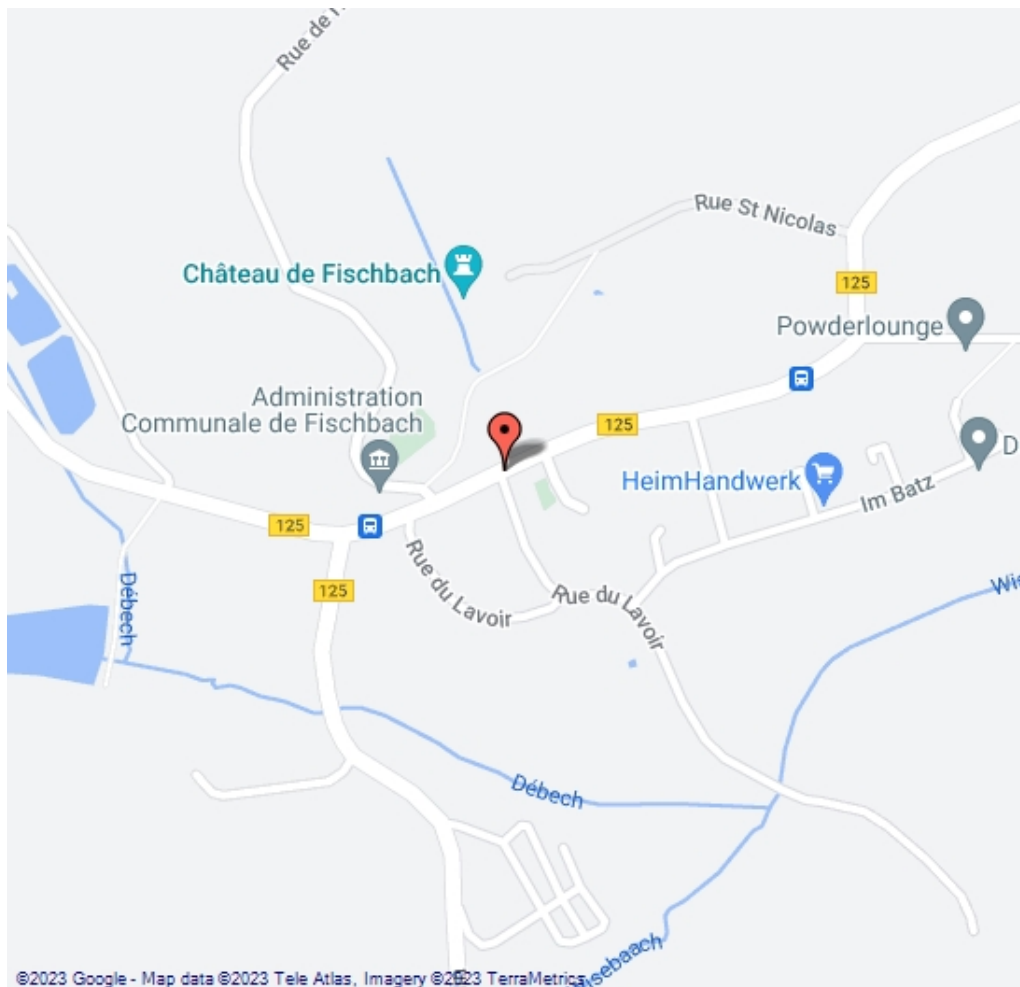 Rue de
Rue St Nicolas
Château de Fischbach
125
Powderlounge
Administration
Communale de Fischbach
125
D
HeimHandwerk
Im Batz
125
Rue du Lavoir
125
Rue du Lavoir
Débech
Débech
©2023 Google - Map data ©2023 Tele Atlas, Imagery ©2023 TerraMetrics